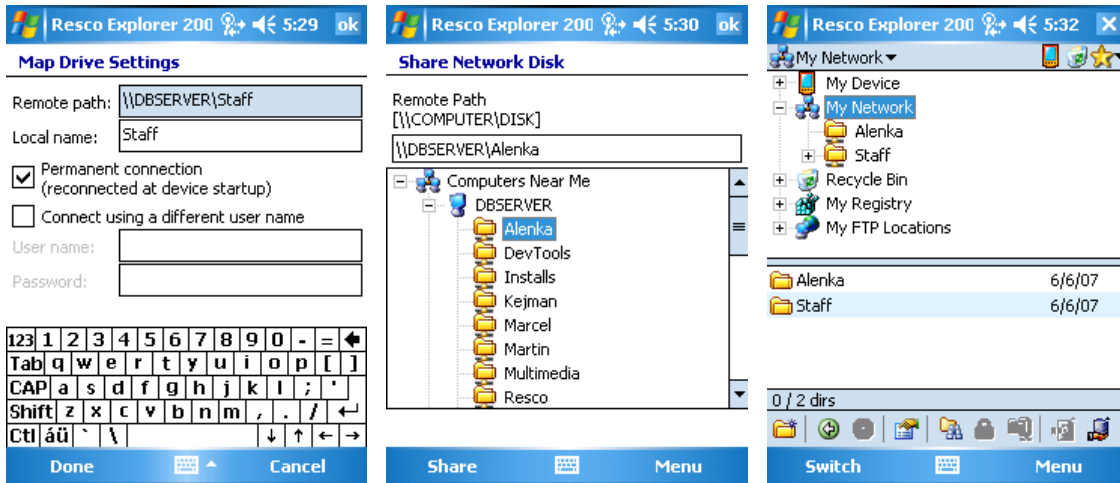 Resco Explorer 200 5:29 ok
Map Drive Settings
Remote path: \\DBSERVER\Staff
Local name: Staff
Permanent connection
(reconnected at device startup)
Connect using a different user name
User name:
Password:
123 1 2 3 4 5 6 7 8 9 0 - =
Tab q w e r t y u i o p [ ]
CAP a s d f g h j k l ; '
Shift z x c v b n m , . /
Ctl áü ` \
Done Cancel
Resco Explorer 200 5:30 ok
Share Network Disk
Remote Path
[\\COMPUTER\DISK]
\\DBSERVER\Alenka
Computers Near Me
DBSERVER
Alenka
DevTools
Installs
Kejman
Marcel
Martin
Multimedia
Resco
Share Menu
Resco Explorer 200 5:32
My Network
My Device
My Network
Alenka
Staff
Recycle Bin
My Registry
My FTP Locations
Alenka 6/6/07
Staff 6/6/07
0 / 2 dirs
Switch Menu